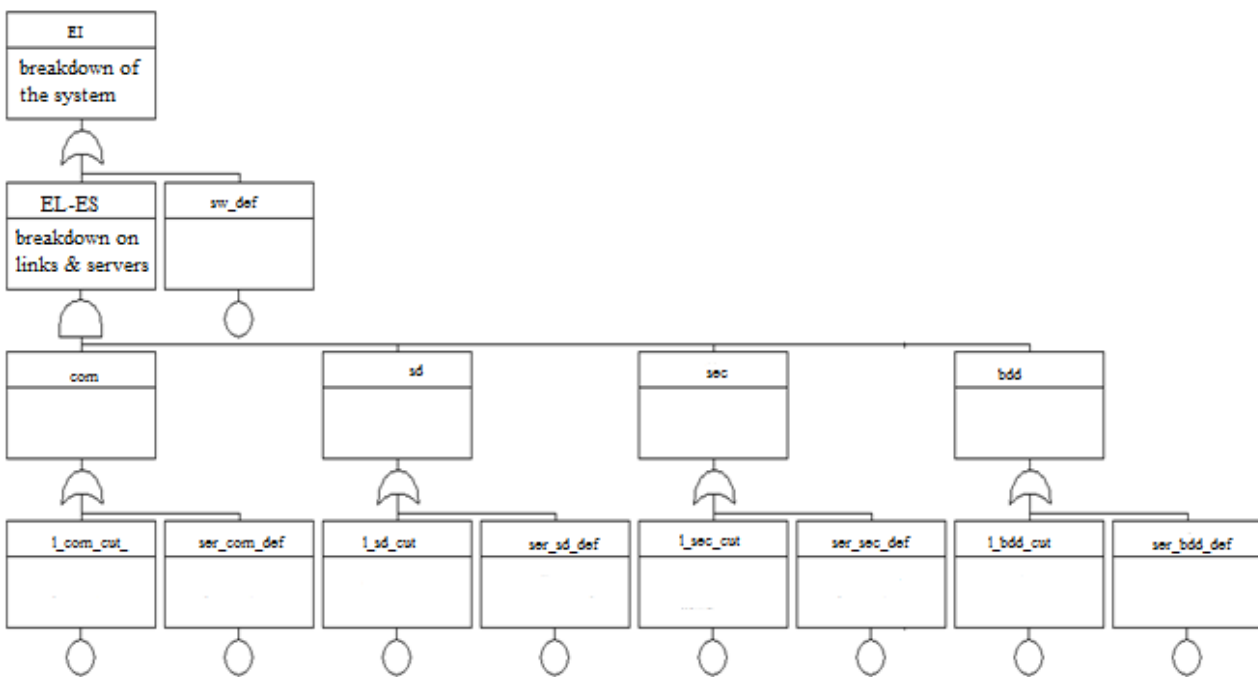 EI
breakdown of
the system
EL-ES
sw_def
breakdown on
links & servers
com
sd
sec
bdd
l_com_cut_
ser_com_def
l_sd_cut
ser_sd_def
l_sec_cut
ser_sec_def
l_bdd_cut
ser_bdd_def